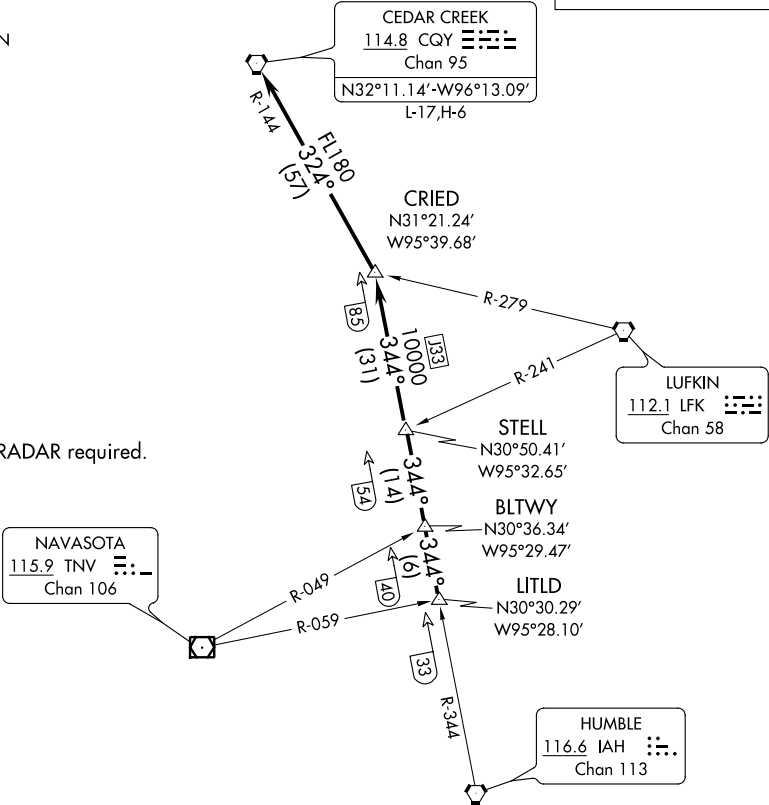 N
CEDAR CREEK
114.8 CQY
Chan 95
N32°11.14'-W96°13.09'
L-17,H-6
R-144
FL180
324°
(57)
CRIED
N31°21.24'
W95°39.68'
R-279
85
J33
10000
344°
(31)
R-241
LUFKIN
112.1 LFK
Chan 58
STELL
N30°50.41'
W95°32.65'
RADAR required.
344°
(14)
54
BLTWY
N30°36.34'
W95°29.47'
NAVASOTA
115.9 TNV
Chan 106
R-049
40
344°
(6)
LITLD
N30°30.29'
W95°28.10'
R-059
33
R-344
HUMBLE
116.6 IAH
Chan 113